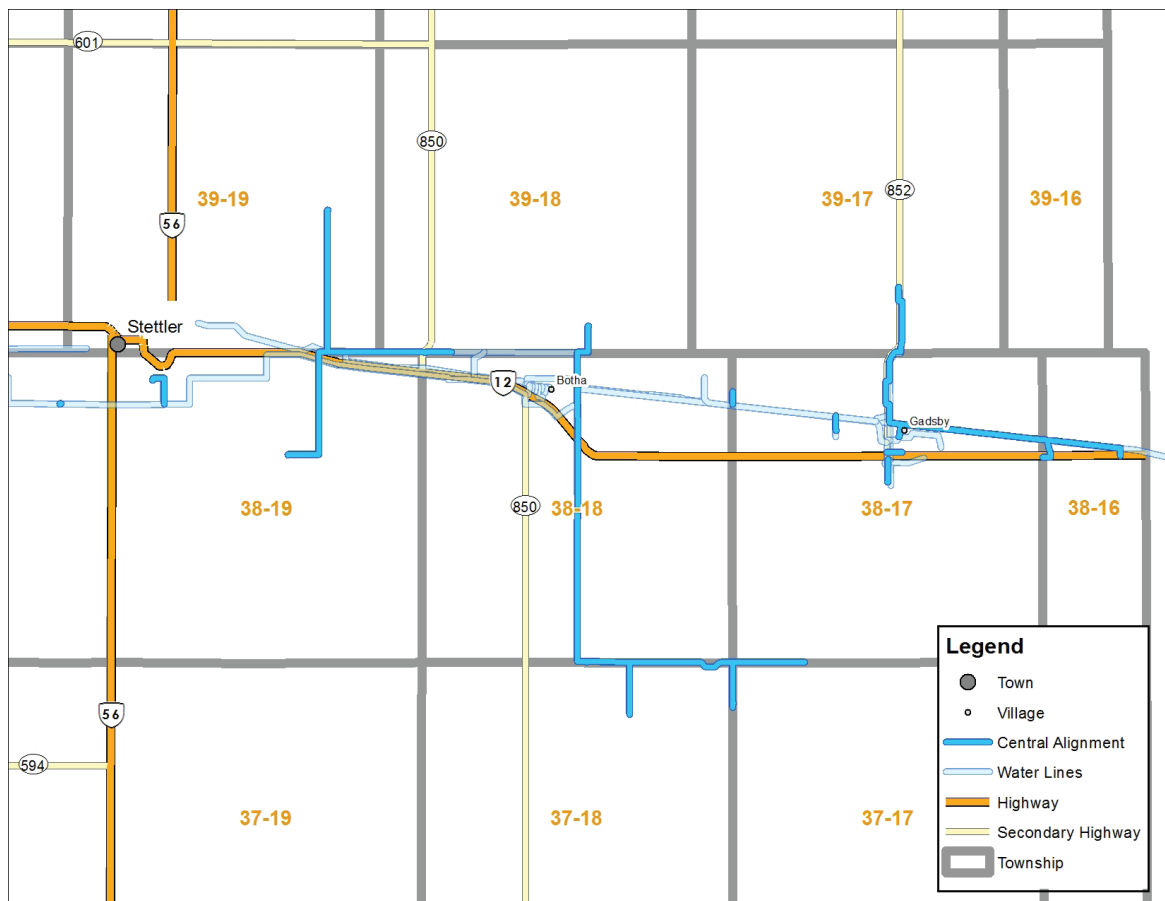 601
850
39-19
39-18
39-17
852
39-16
56
Stettler
12
Botha
Gadsby
38-19
850
38-18
38-17
38-16
56
594
37-19
37-18
37-17
Legend
Town
Village
Central Alignment
Water Lines
Highway
Secondary Highway
Township